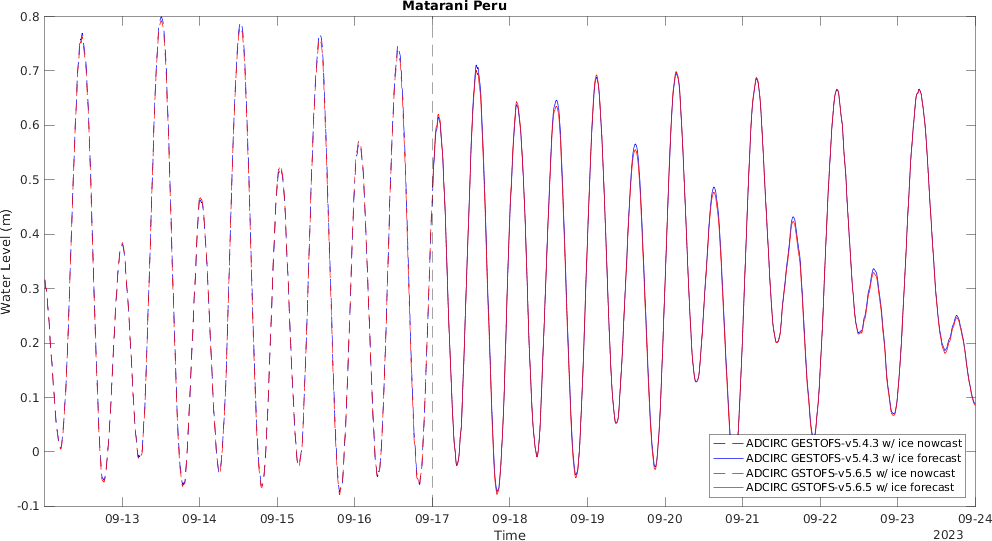 Matarani Peru
0.8
0.7
0.6
0.5
0.4
0.3
0.2
0.1
0
-0.1
Water Level (m)
ADCIRC GESTOFS-v5.4.3 w/ ice nowcast
ADCIRC GESTOFS-v5.4.3 w/ ice forecast
ADCIRC GSTOFS-v5.6.5 w/ ice nowcast
ADCIRC GSTOFS-v5.6.5 w/ ice forecast
09-13 09-14 09-15 09-16 09-17 09-18 09-19 09-20 09-21 09-22 09-23 09-24
Time
2023